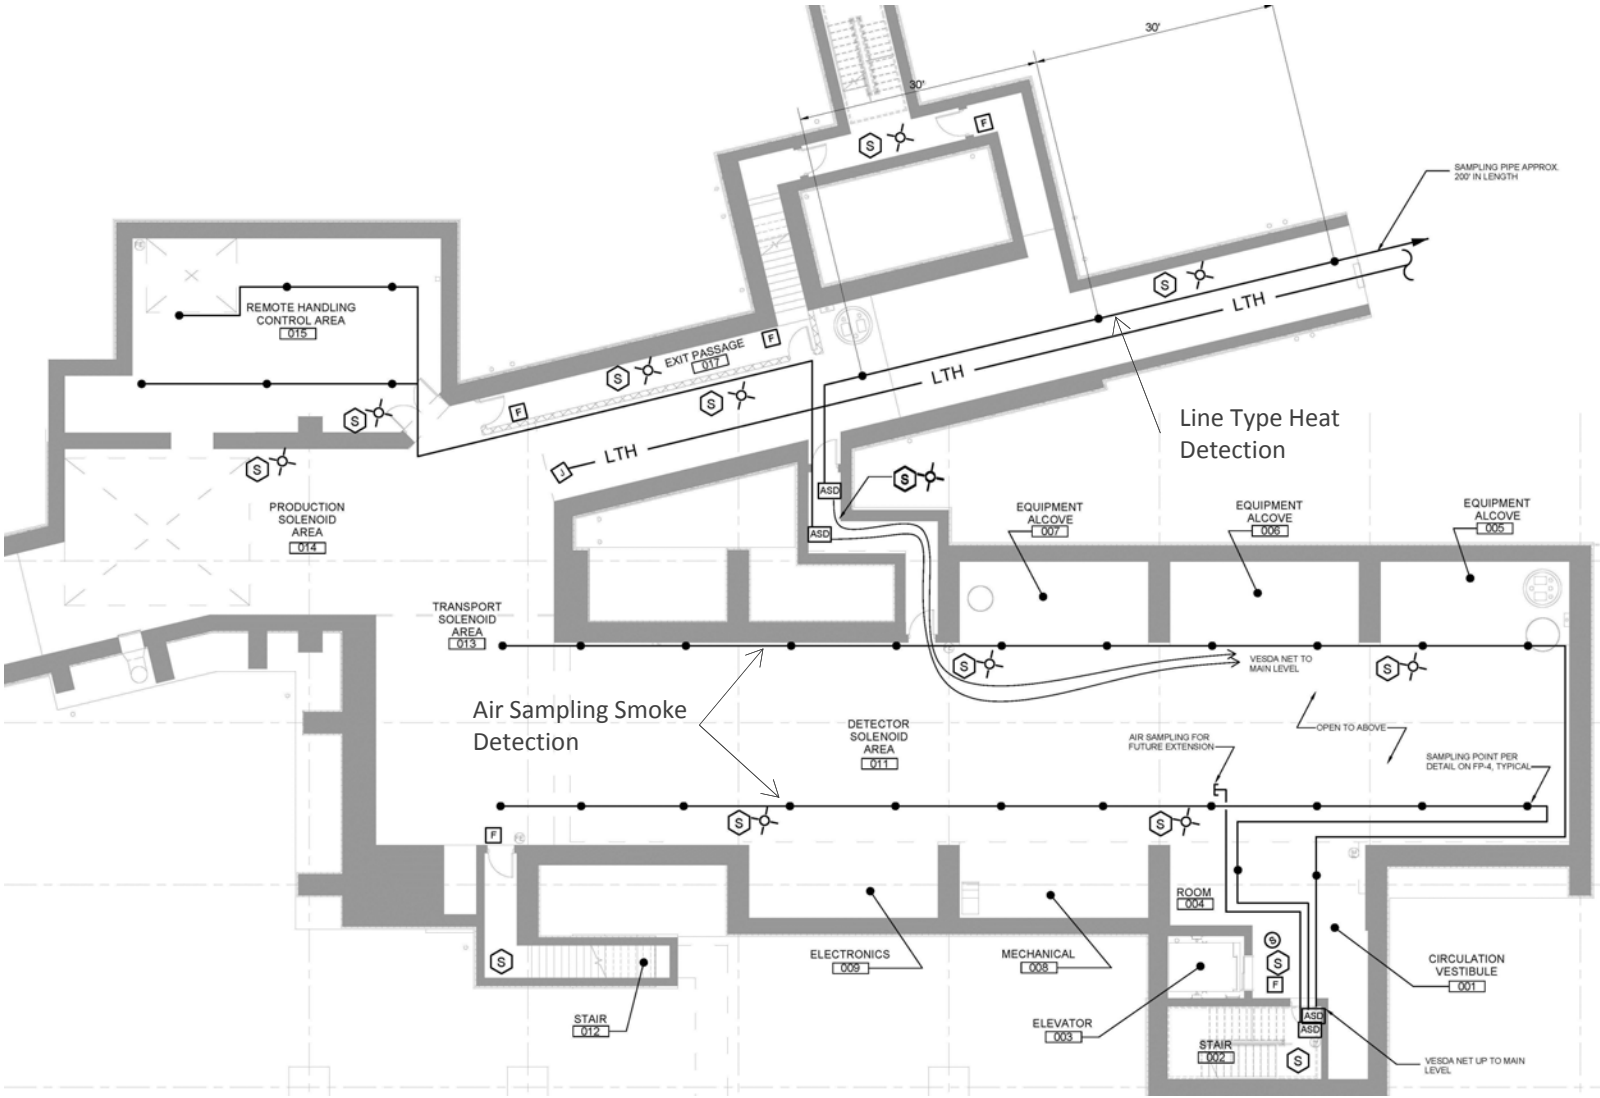 30'
30'
F
S
SAMPLING PIPE APPROX.
200' IN LENGTH
FE
S
REMOTE HANDLING
CONTROL AREA
015
LTH
F
EXIT PASSAGE
017
S
LTH
S
F
S
Line Type Heat
Detection
LTH
S
J
ASD
S
ASD
PRODUCTION
SOLENOID
AREA
014
EQUIPMENT
ALCOVE
007
EQUIPMENT
ALCOVE
006
EQUIPMENT
ALCOVE
005
TRANSPORT
SOLENOID
AREA
013
S
VESDA NET TO
MAIN LEVEL
S
Air Sampling Smoke
Detection
DETECTOR
SOLENOID
AREA
011
AIR SAMPLING FOR
FUTURE EXTENSION
OPEN TO ABOVE
SAMPLING POINT PER
DETAIL ON FP-4, TYPICAL
F
FE
S
S
ROOM
004
ELECTRONICS
009
MECHANICAL
008
S
S
S
F
CIRCULATION
VESTIBULE
001
STAIR
012
ELEVATOR
003
ASD
ASD
STAIR
002
S
VESDA NET UP TO MAIN
LEVEL